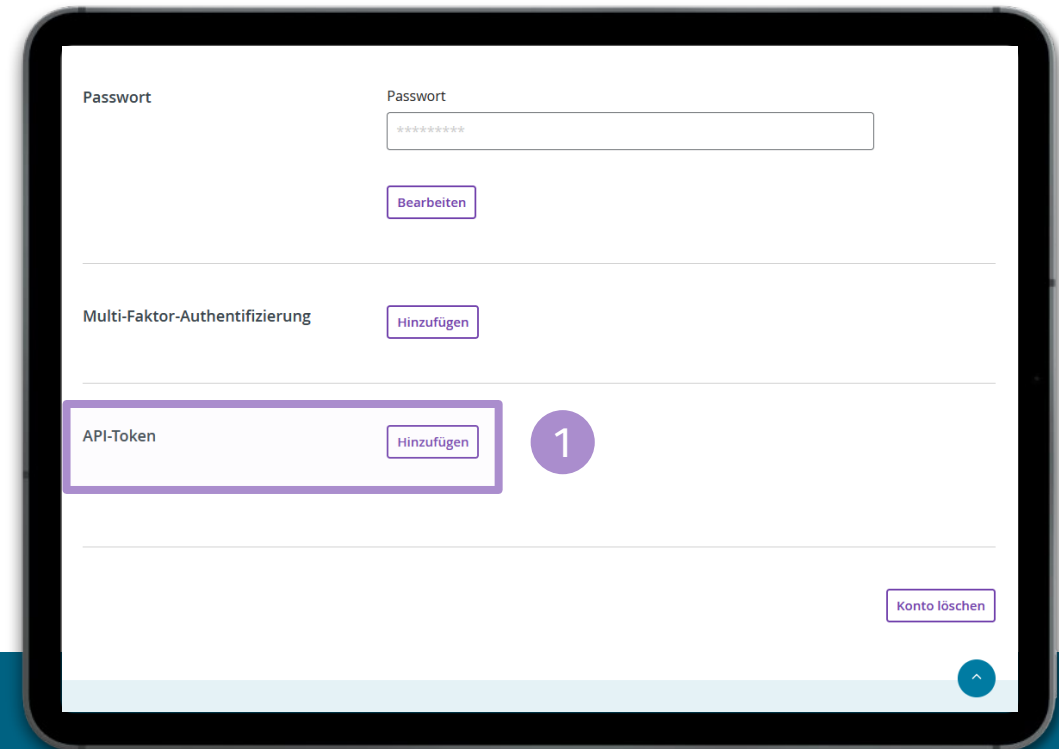 Passwort
Passwort
*********
Bearbeiten
Multi-Faktor-Authentifizierung
Hinzufügen
API-Token
Hinzufügen
1
Konto löschen